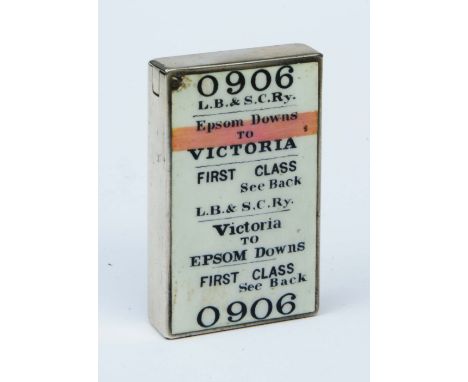 0906
L.B.& S.C.Ry.
Epsom Downs
TO
VICTORIA
FIRST CLASS
See Back
L.B.& S.C.Ry.
Victoria
TO
EPSOM Downs
FIRST CLASS
See Back
0906